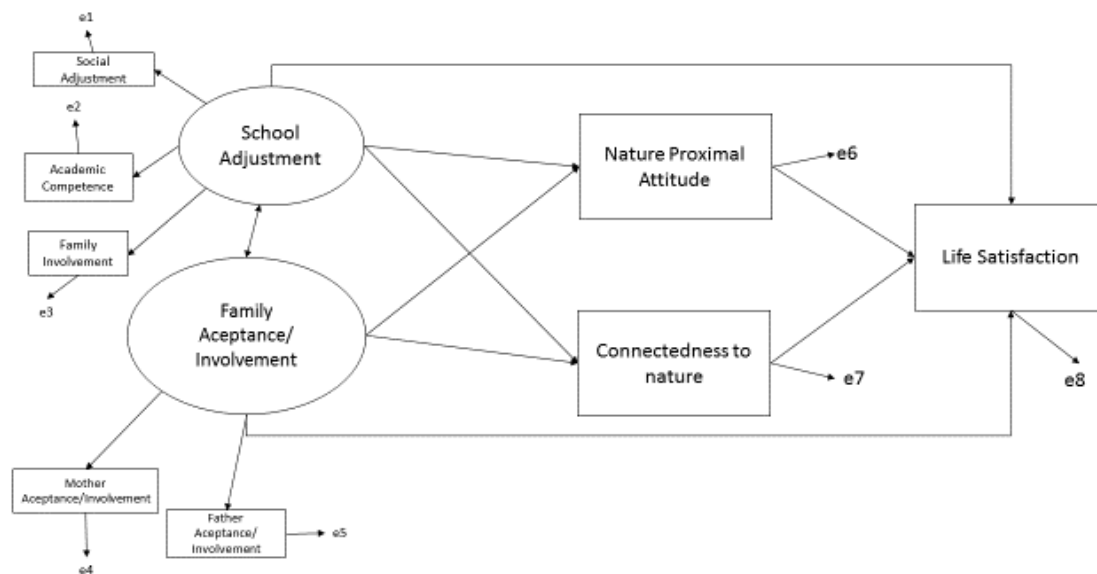 e1
Social
Adjustment
e2
Academic
Competence
Family
Involvement
e3
School
Adjustment
Family
Aceptance/
Involvement
Mother
Aceptance/Involvement
e4
Father
Aceptance/
Involvement
e5
Nature Proximal
Attitude
e6
Connectedness to
nature
e7
Life Satisfaction
e8